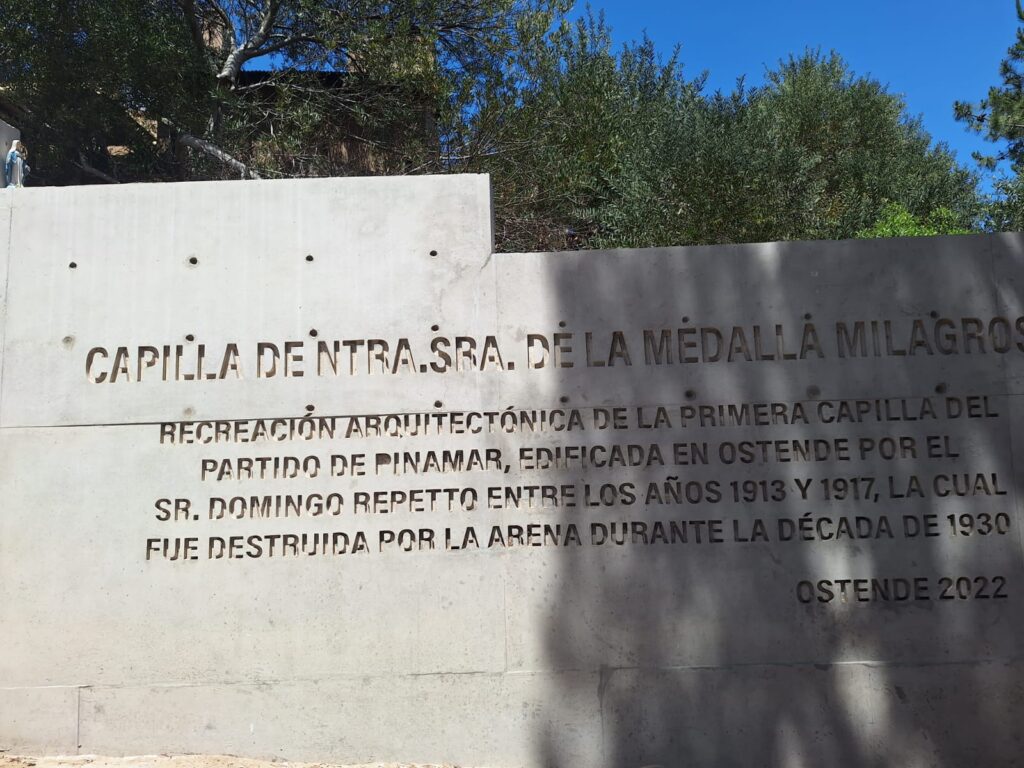 CAPILLA DE NTRA.SRA. DE LA MEDALLA MILAGROS
RECREACIÓN ARQUITECTÓNICA DE LA PRIMERA CAPILLA DEL
PARTIDO DE PINAMAR, EDIFICADA EN OSTENDE POR EL
SR. DOMINGO REPETTO ENTRE LOS AÑOS 1913 Y 1917, LA CUAL
FUE DESTRUIDA POR LA ARENA DURANTE LA DÉCADA DE 1930
OSTENDE 2022